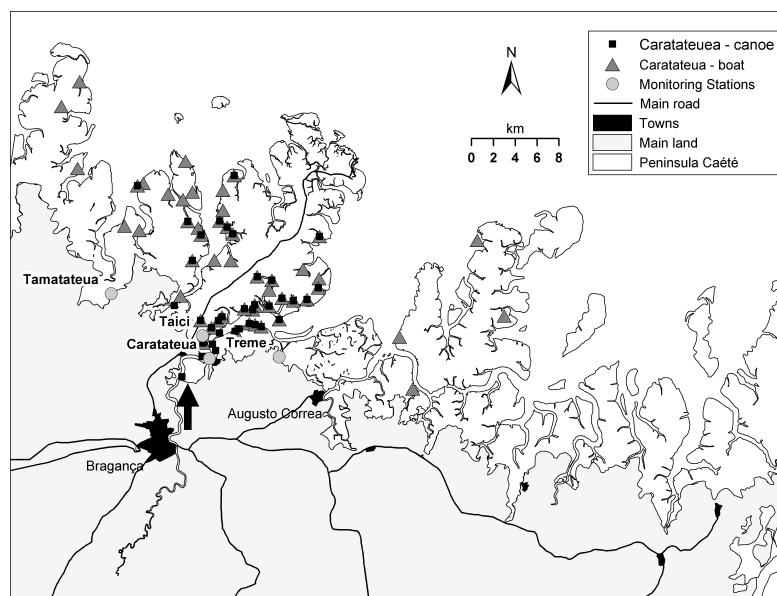 N
km
0 2 4 6 8
Caratateuea - canoe
Caratateua - boat
Monitoring Stations
Main road
Towns
Main land
Peninsula Caété
Tamatateua
Taici
Caratateua
Treme
Augusto Correa
Bragança